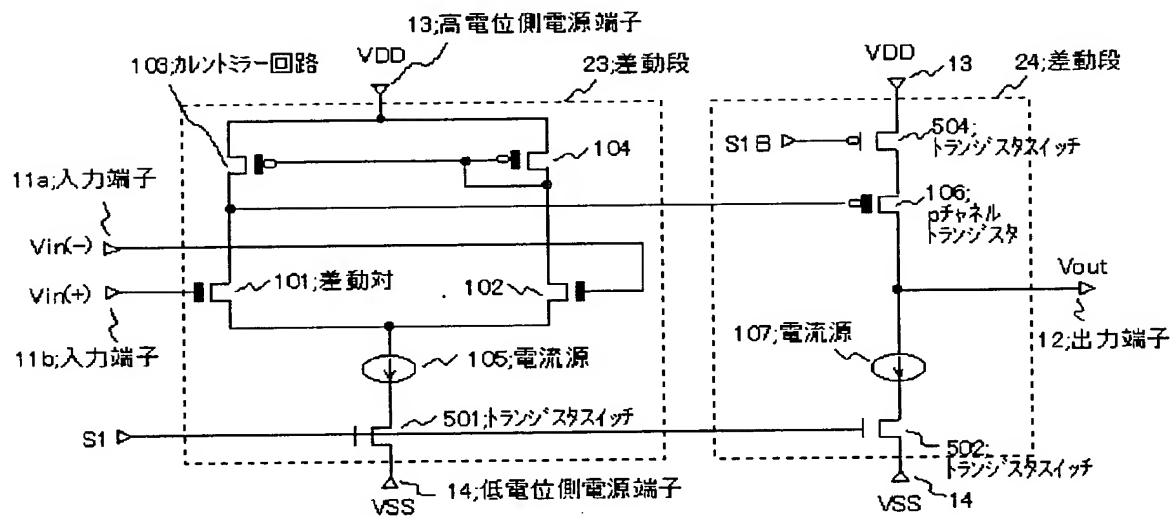 13;高電位側電源端子
VDD
103;カレントミラー回路
23;差動段
VDD
13
24;差動段
104
S1B
504;
トランジスタスイッチ
11a;入力端子
106;
pチャネル
トランジスタ
Vin(-)
101;差動対
102
Vout
Vin(+)
11b;入力端子
105;電流源
107;電流源
12;出力端子
501;トランジスタスイッチ
S1
502;
トランジスタスイッチ
14;低電位側電源端子
VSS
14
VSS